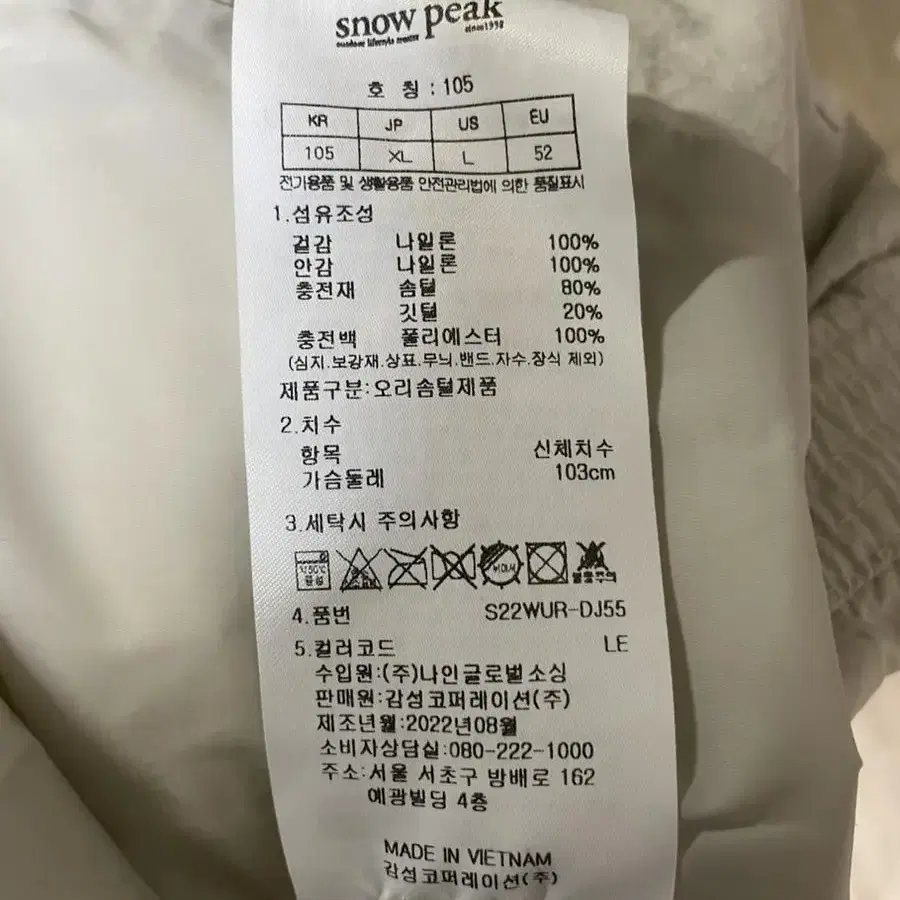 snow peak
outdoor lifestyle creator since1958
호 칭 : 105
KR JP US EU
105 XL L 52
전기용품 및 생활용품 안전관리법에 의한 품질표시
1.섬유조성
겉감 나일론 100%
안감 나일론 100%
충전재 솜털 80%
깃털 20%
충전백 폴리에스터 100%
(심지.보강재.상표.무늬.밴드.자수.장식 제외)
제품구분:오리솜털제품
2.치수
항목 신체치수
가슴둘레 103cm
3.세탁시 주의사항
약30℃
중성
4.품번 S22WUR-DJ55
5.컬러코드 LE
수입원:(주)나인글로벌소싱
판매원:감성코퍼레이션(주)
제조년월:2022년08월
소비자상담실:080-222-1000
주소:서울 서초구 방배로 162
예광빌딩 4층
MADE IN VIETNAM
감성코퍼레이션(주)